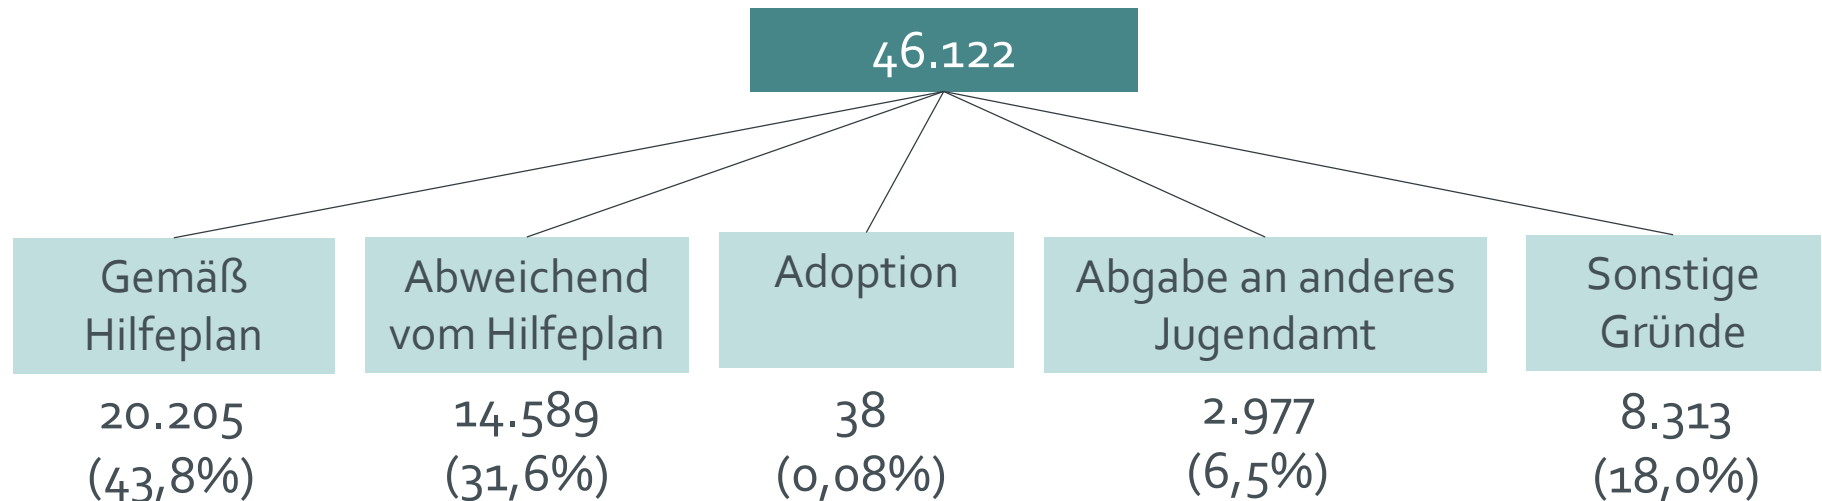 46.122
Gemäß
Hilfeplan
20.205
(43,8%)
Abweichend
vom Hilfeplan
14.589
(31,6%)
Adoption
38
(0,08%)
Abgabe an anderes
Jugendamt
2.977
(6,5%)
Sonstige
Gründe
8.313
(18,0%)